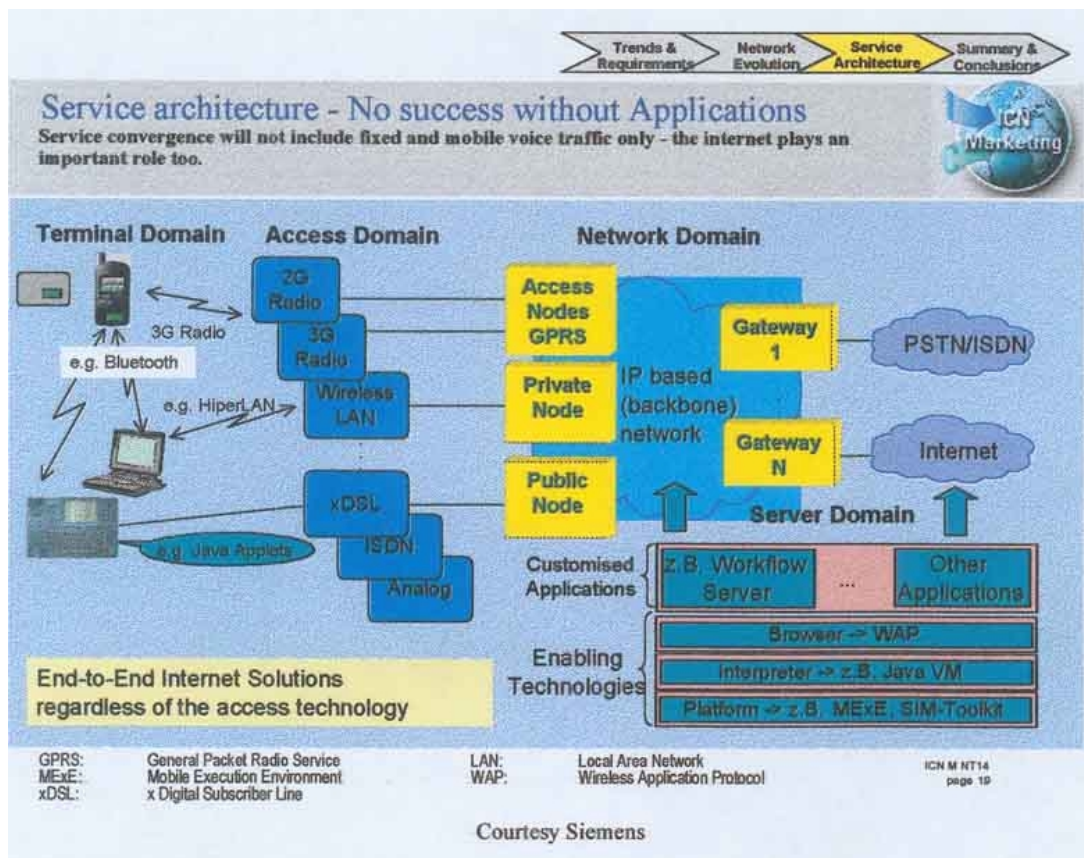 Trends &
Requirements
Network
Evolution
Service
Architecture
Summary &
Conclusions
Service architecture - No success without Applications
Service convergence will not include fixed and mobile voice traffic only - the internet plays an
important role too.
ICN
Marketing
Terminal Domain
Access Domain
Network Domain
2G
Radio
3G Radio
3G
Radio
e.g. Bluetooth
e.g. HiperLAN
Wireless
LAN
xDSL
ISDN
Analog
e.g. Java Applets
Access
Nodes
GPRS
Private
Node
Public
Node
IP based
(backbone)
network
Gateway
1
Gateway
N
PSTN/ISDN
Internet
Server Domain
Customised
Applications
z.B. Workflow
Server
...
Other
Applications
Enabling
Technologies
Browser -> WAP
Interpreter -> z.B. Java VM
Platform -> z.B. MExE, SIM-Toolkit
End-to-End Internet Solutions
regardless of the access technology
GPRS: General Packet Radio Service
MExE: Mobile Execution Environment
xDSL: x Digital Subscriber Line
LAN: Local Area Network
WAP: Wireless Application Protocol
ICN M NT14
page 19
Courtesy Siemens